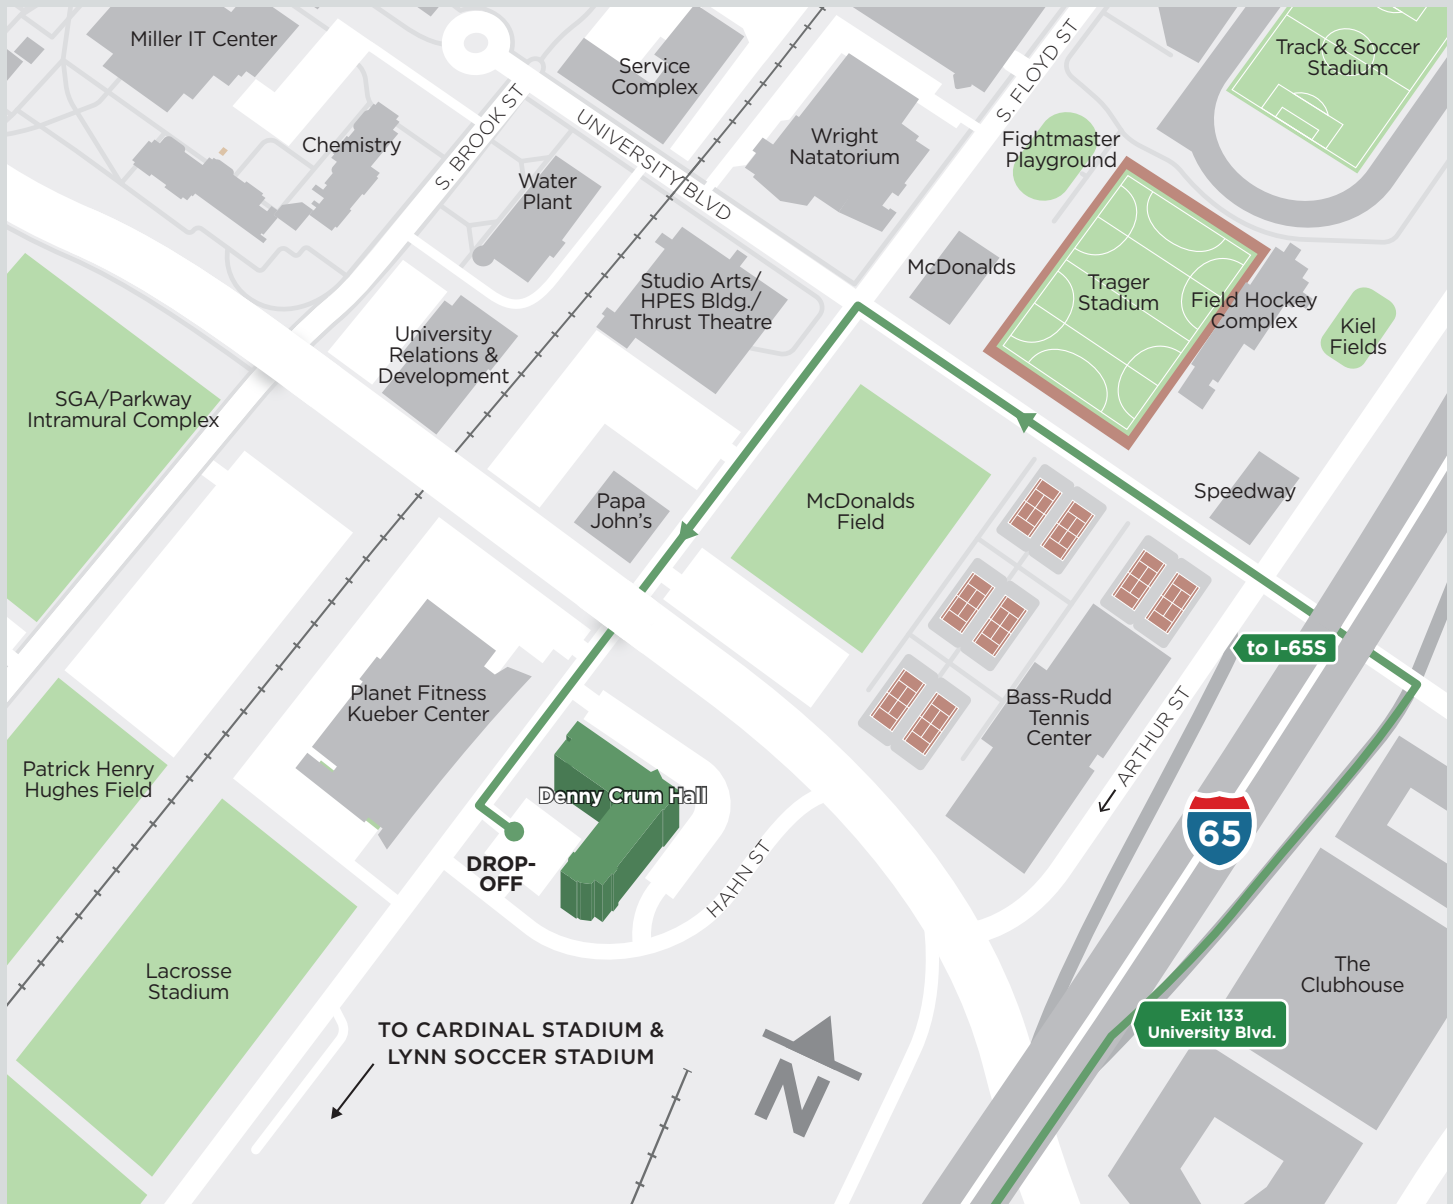 Miller IT Center
Service
Complex
S. FLOYD ST
Track & Soccer
Stadium
Chemistry
S. BROOK ST
UNIVERSITY BLVD
Wright
Natatorium
Fightmaster
Playground
Water
Plant
McDonalds
Studio Arts/
HPES Bldg./
Thrust Theatre
Trager
Stadium
Field Hockey
Complex
Kiel
Fields
University
Relations &
Development
SGA/Parkway
Intramural Complex
Papa
John's
McDonalds
Field
Speedway
to I-65S
Planet Fitness
Kueber Center
Bass-Rudd
Tennis
Center
ARTHUR ST
Patrick Henry
Hughes Field
Denny Crum Hall
65
DROP-
OFF
HAHN ST
Lacrosse
Stadium
The
Clubhouse
Exit 133
University Blvd.
TO CARDINAL STADIUM &
LYNN SOCCER STADIUM
N